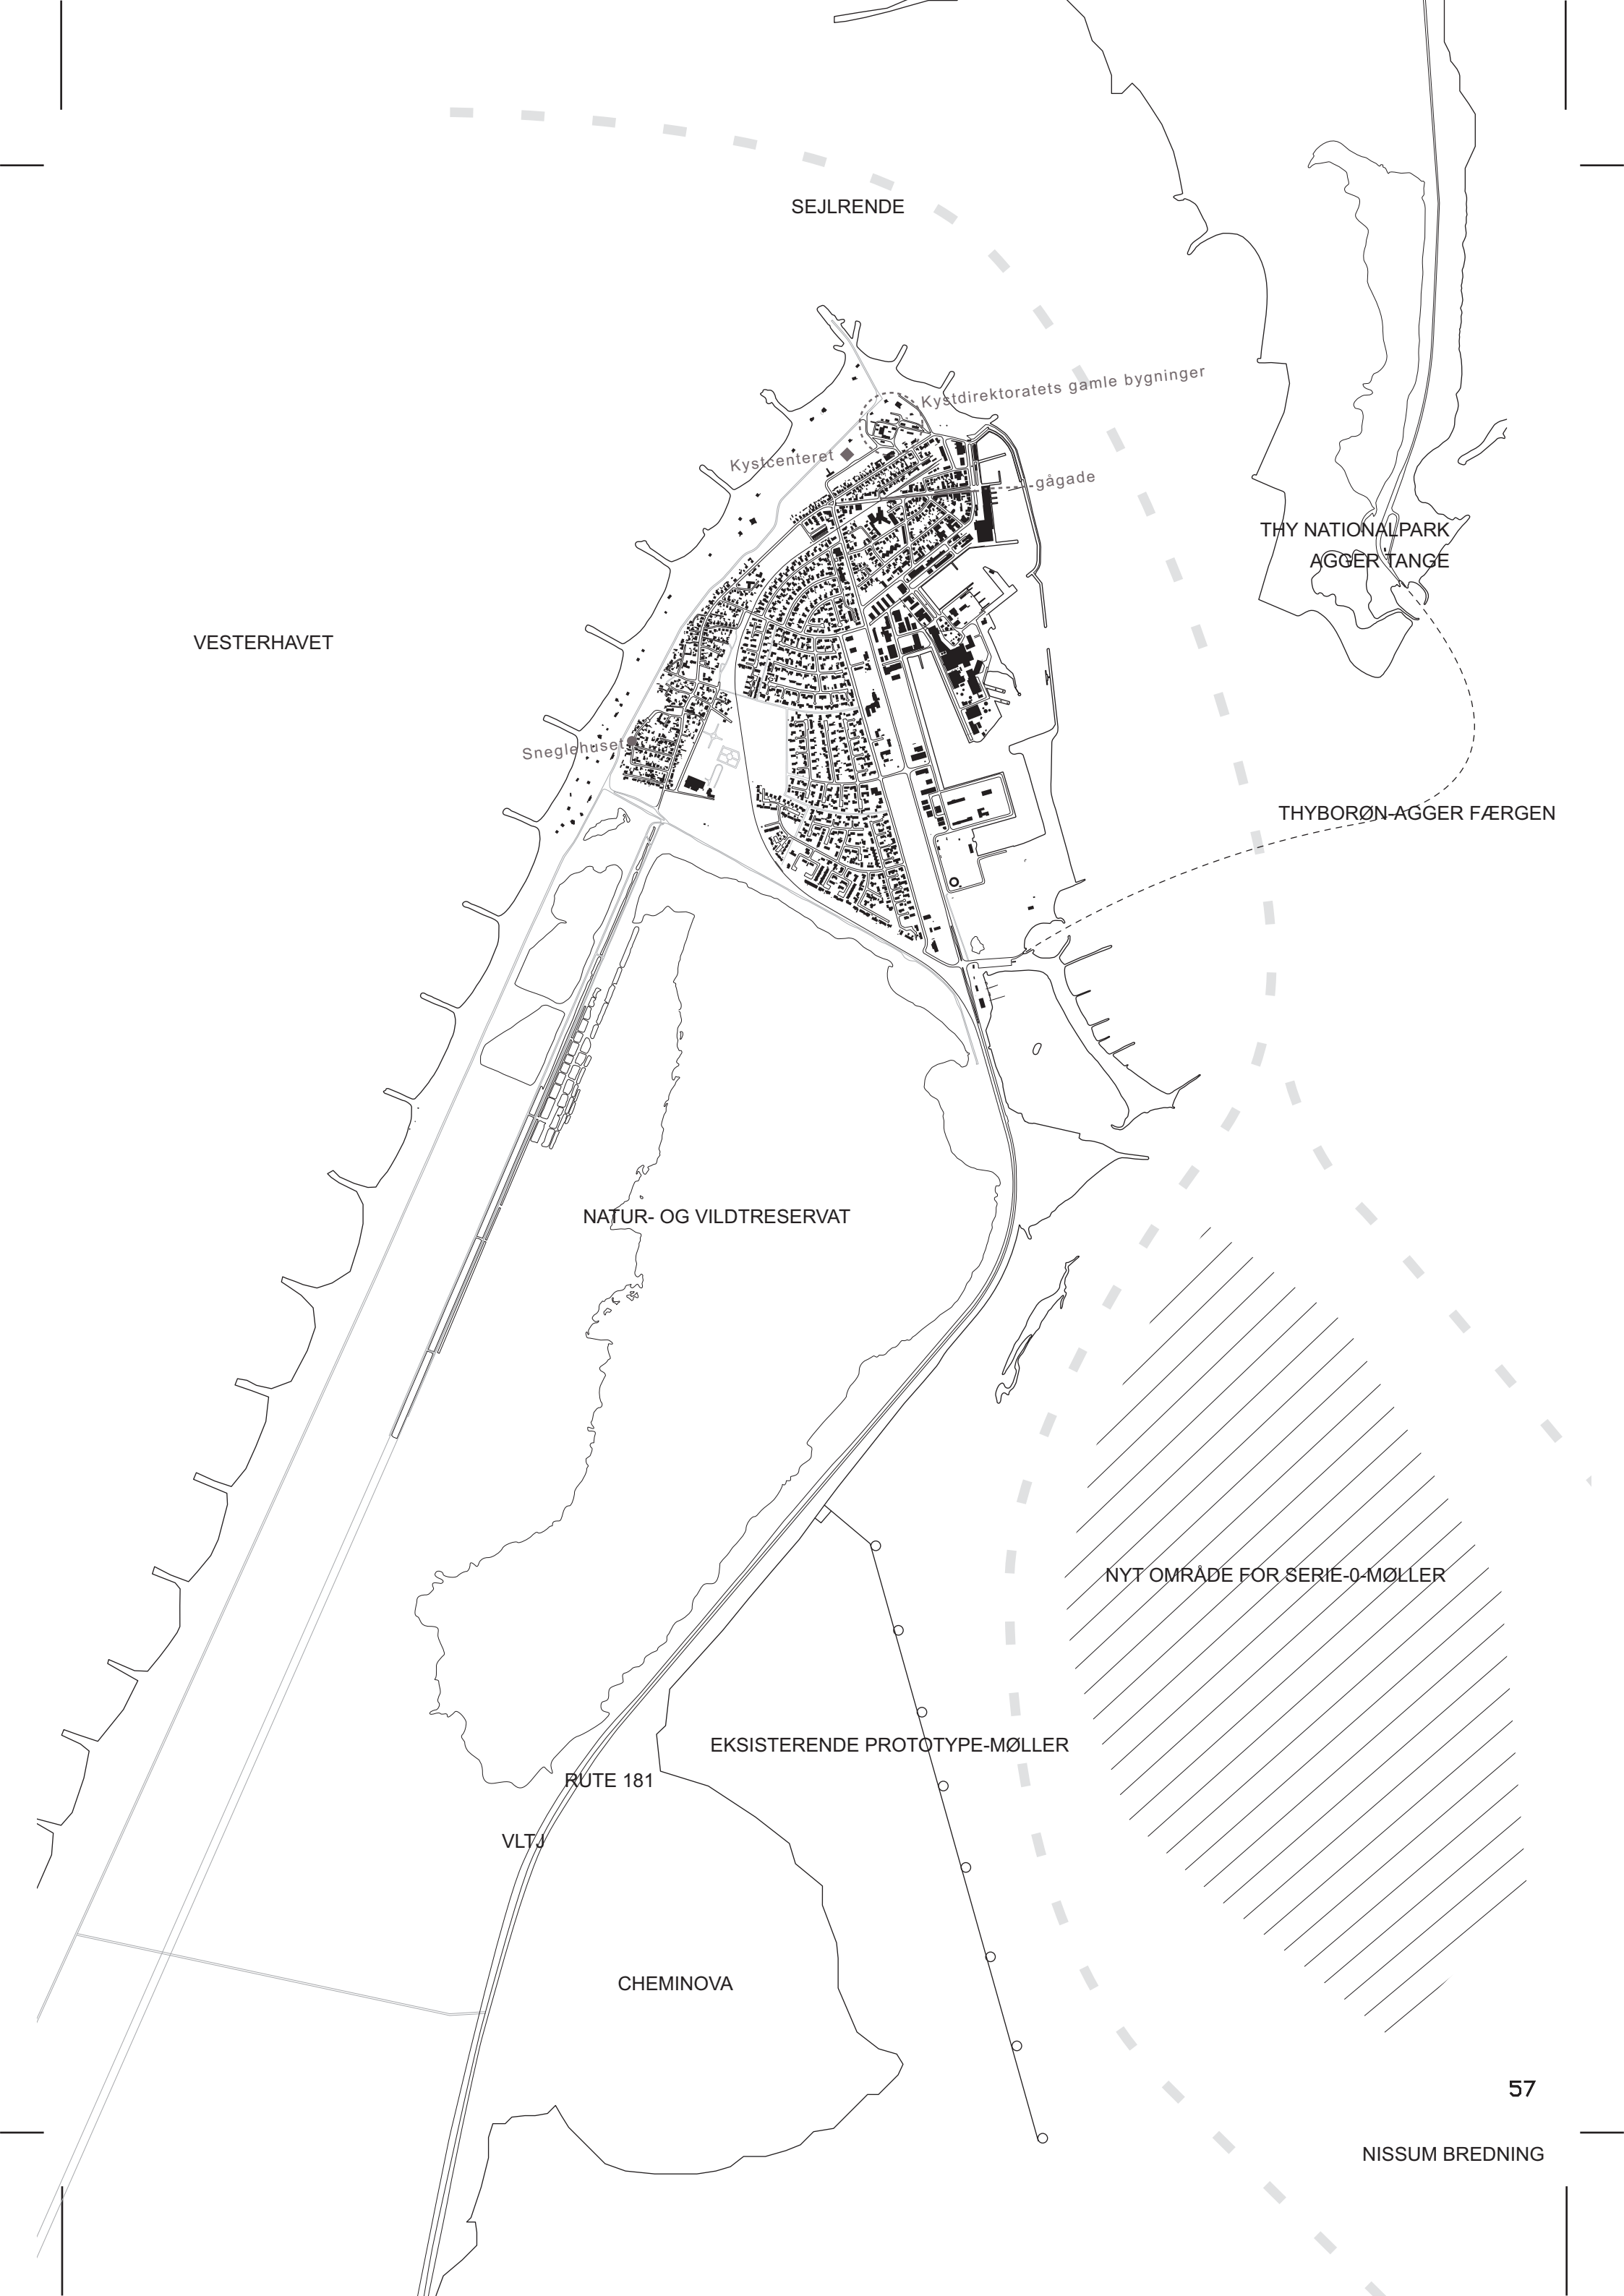 SEJLRENDE
Kystdirektoratets gamle bygninger
Kystcenteret
gågade
THY NATIONALPARK
AGGER TANGE
VESTERHAVET
Sneglehuset
THYBORØN-AGGER FÆRGEN
NATUR- OG VILDTRESERVAT
NYT OMRÅDE FOR SERIE-0-MØLLER
EKSISTERENDE PROTOTYPE-MØLLER
RUTE 181
VLTJ
CHEMINOVA
57
NISSUM BREDNING